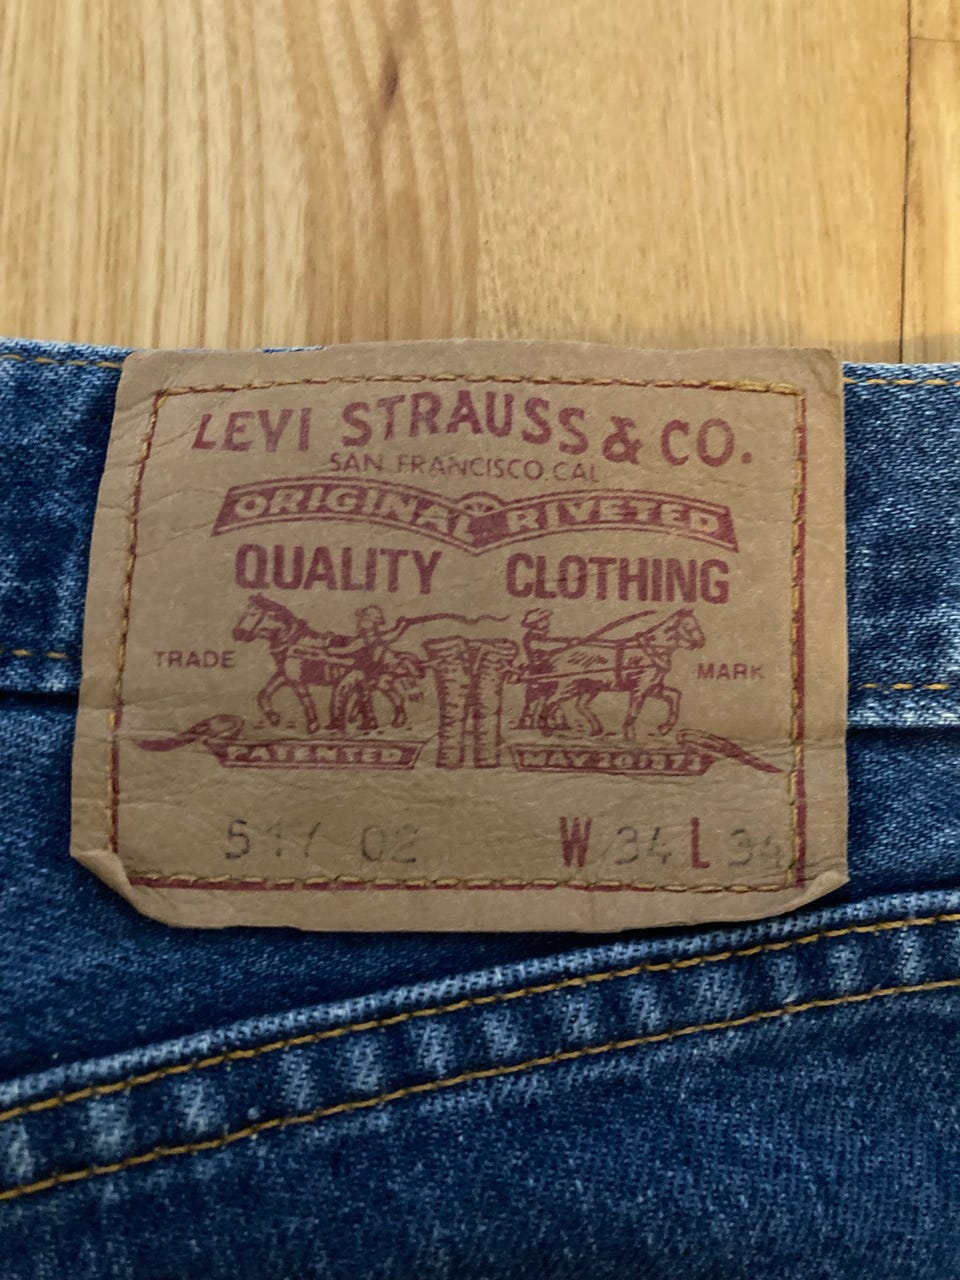 LEVI STRAUSS & CO.
SAN FRANCISCO. CAL
ORIGINAL RIVETED
QUALITY CLOTHING
TRADE MARK
PATENTED MAY 20 1873
517 02 W 34 L 34